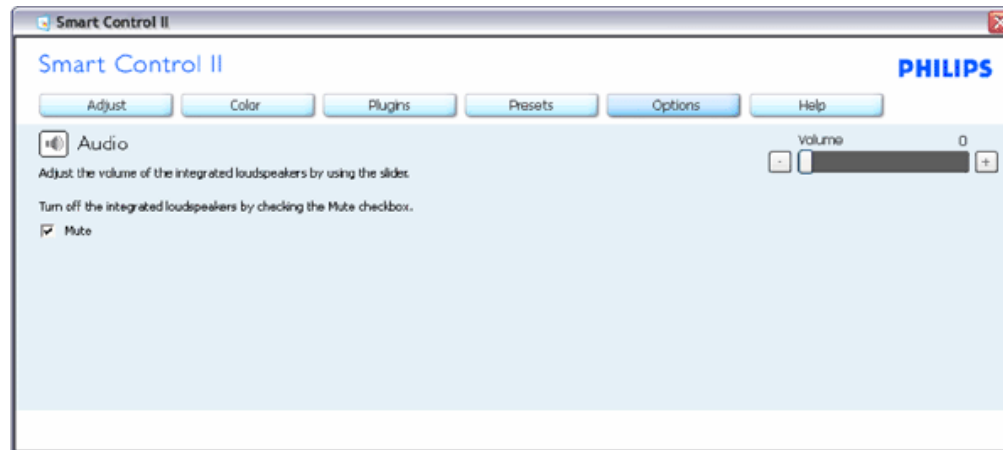 Smart Control II
Smart Control II
PHILIPS
Adjust Color Plugins Presets Options Help
Audio
Volume 0
- +
Adjust the volume of the integrated loudspeakers by using the slider.
Turn off the integrated loudspeakers by checking the Mute checkbox.
Mute